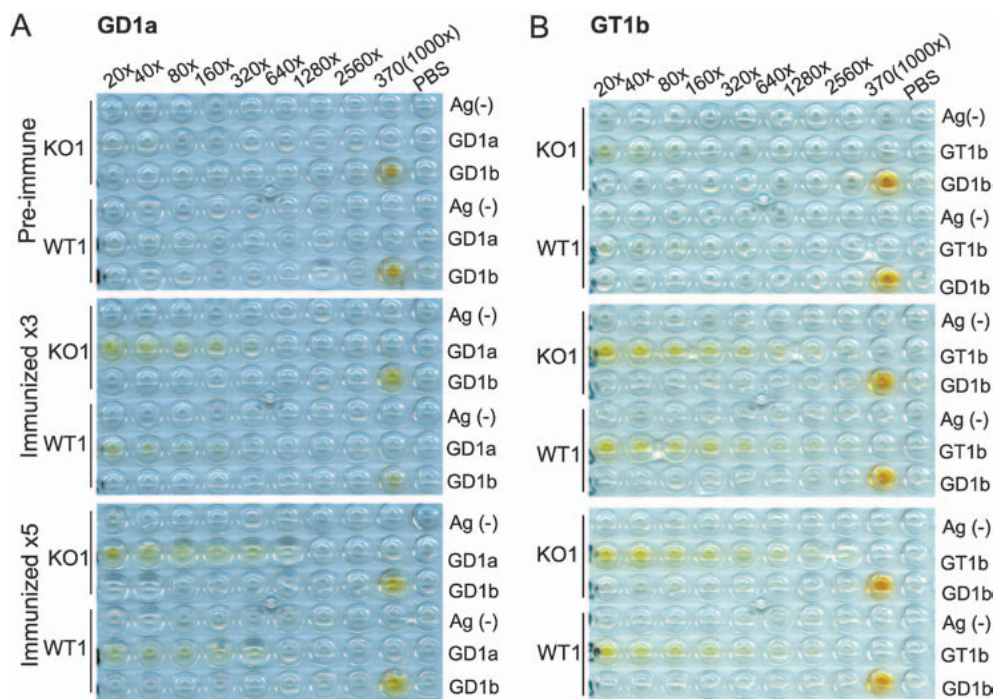 A GD1a
20x 40x 80x 160x 320x 640x 1280x 2560x 370(1000x) PBS
Pre-immune
KO1
Ag(-)
GD1a
GD1b
WT1
Ag (-)
GD1a
GD1b
Immunized x3
KO1
Ag (-)
GD1a
GD1b
WT1
Ag (-)
GD1a
GD1b
Immunized x5
KO1
Ag (-)
GD1a
GD1b
WT1
Ag (-)
GD1a
GD1b
B GT1b
20x 40x 80x 160x 320x 640x 1280x 2560x 370(1000x) PBS
KO1
Ag(-)
GT1b
GD1b
WT1
Ag (-)
GT1b
GD1b
KO1
Ag (-)
GT1b
GD1b
WT1
Ag (-)
GT1b
GD1b
KO1
Ag (-)
GT1b
GD1b
WT1
Ag (-)
GT1b
GD1b